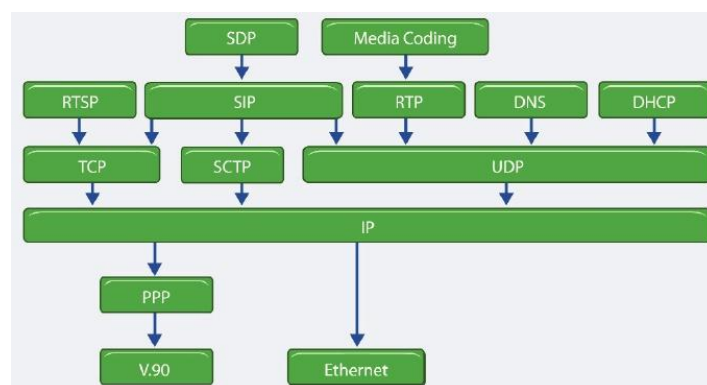 SDP
Media Coding
RTSP
SIP
RTP
DNS
DHCP
TCP
SCTP
UDP
IP
PPP
V.90
Ethernet